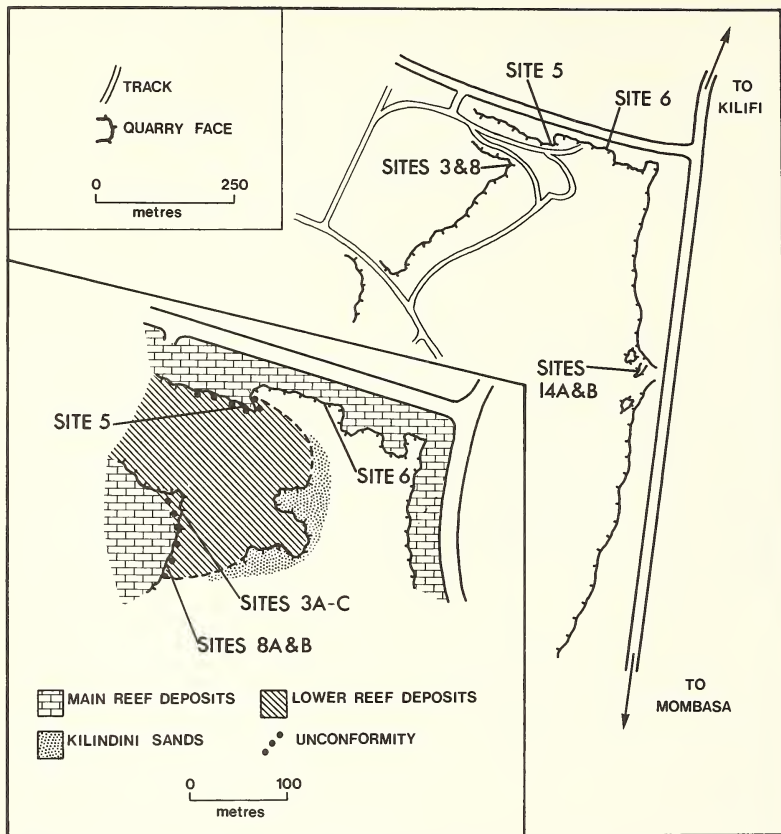 TRACK
QUARRY FACE
0 250
metres
SITE 5
SITE 6
TO
KILIFI
SITES 3&8
SITES
14A&B
TO
MOMBASA
SITE 5
SITE 6
SITES 3A-C
SITES 8A&B
MAIN REEF DEPOSITS
LOWER REEF DEPOSITS
KILINDINI SANDS
UNCONFORMITY
0 100
metres